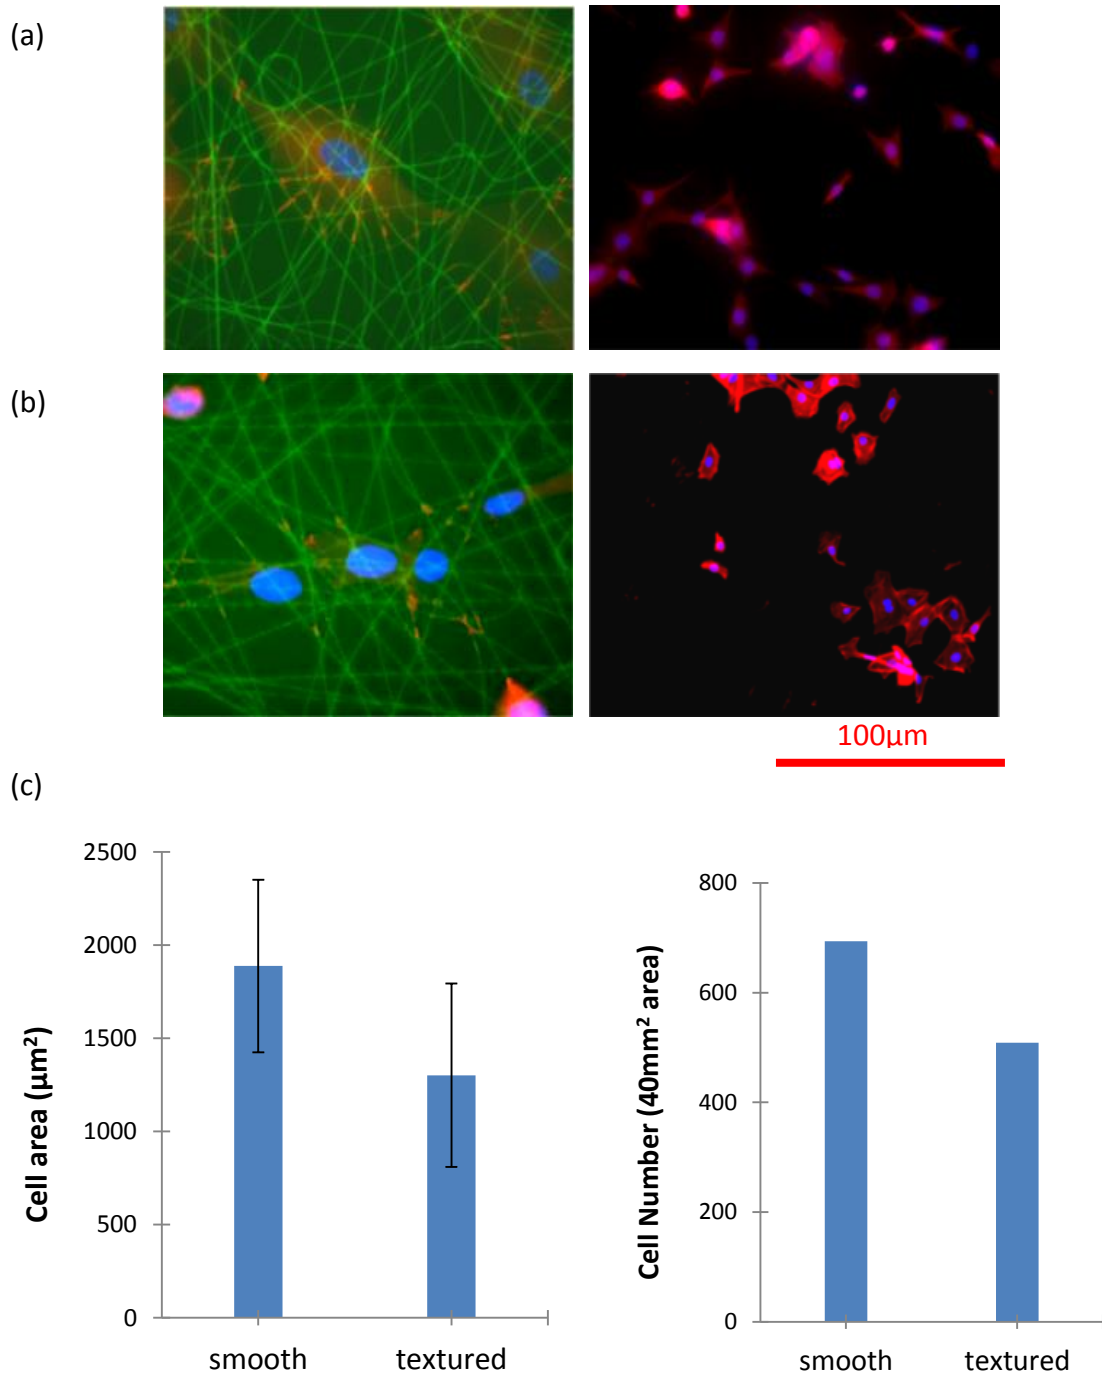 (a)
(b)
100µm
(c)
2500
2000
1500
1000
500
0
Cell area (µm²)
smooth textured
800
600
400
200
0
Cell Number (40mm² area)
smooth textured